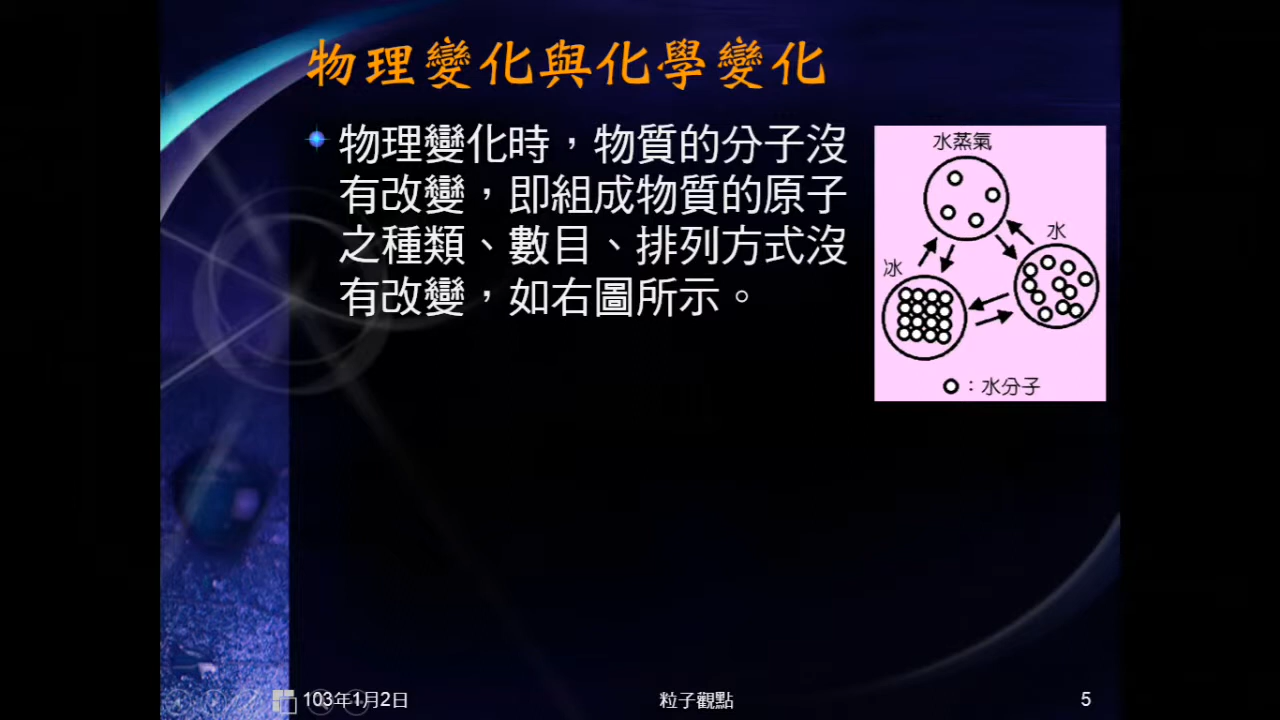 物理變化與化學變化
物理變化時，物質的分子沒
有改變，即組成物質的原子
之種類、數目、排列方式沒
有改變，如右圖所示。
水蒸氣
水
冰
：水分子
103年1月2日
粒子觀點
5